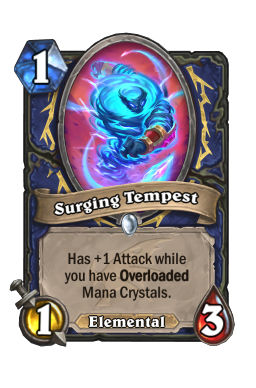 1
Surging Tempest
Has +1 Attack while
you have Overloaded
Mana Crystals.
1
Elemental
3